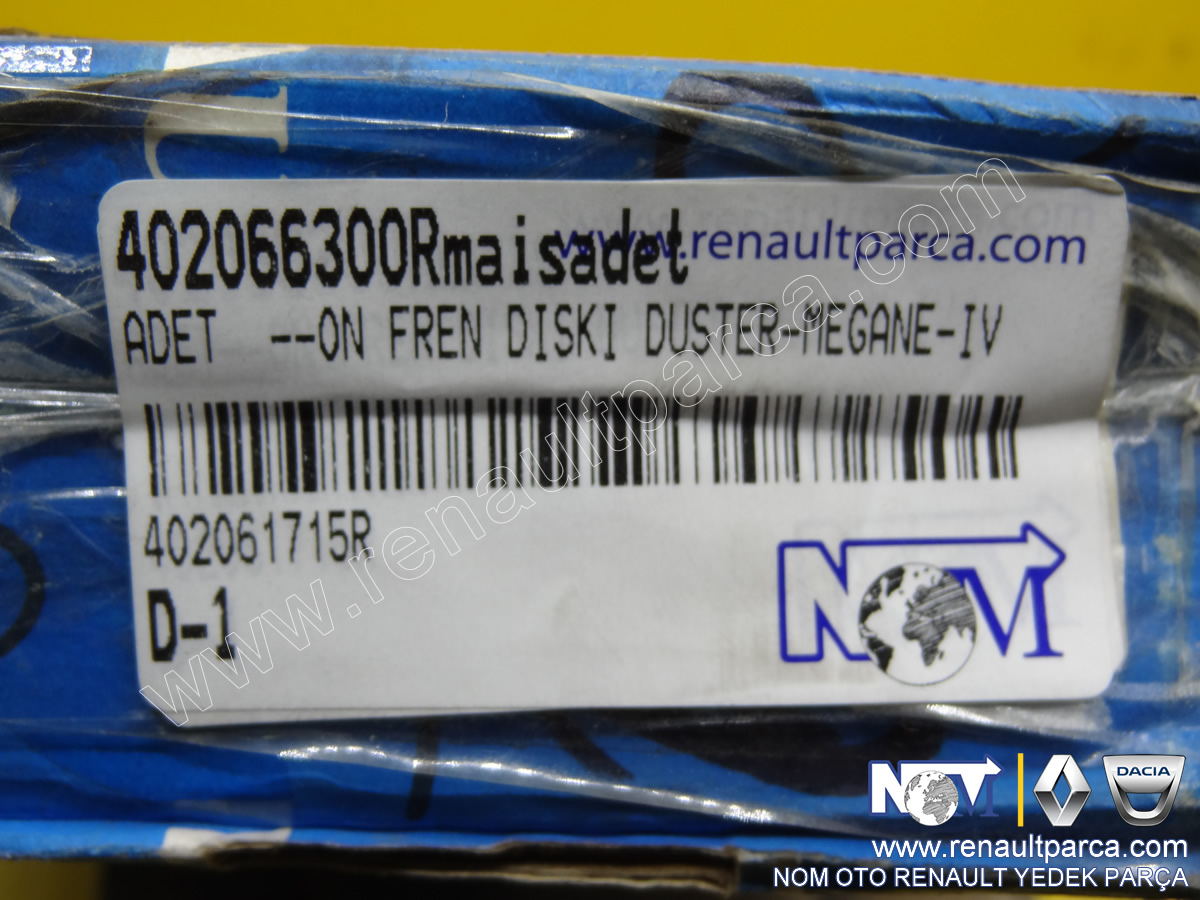 U
402066300Rmaisadet
www.renaultparca.com
ADET --ON FREN DISKI DUSTER-MEGANE-IV
402061715R
D-1
NOM
www.renaultparca.com
NOM
DACIA
www.renaultparca.com
NOM OTO RENAULT YEDEK PARÇA